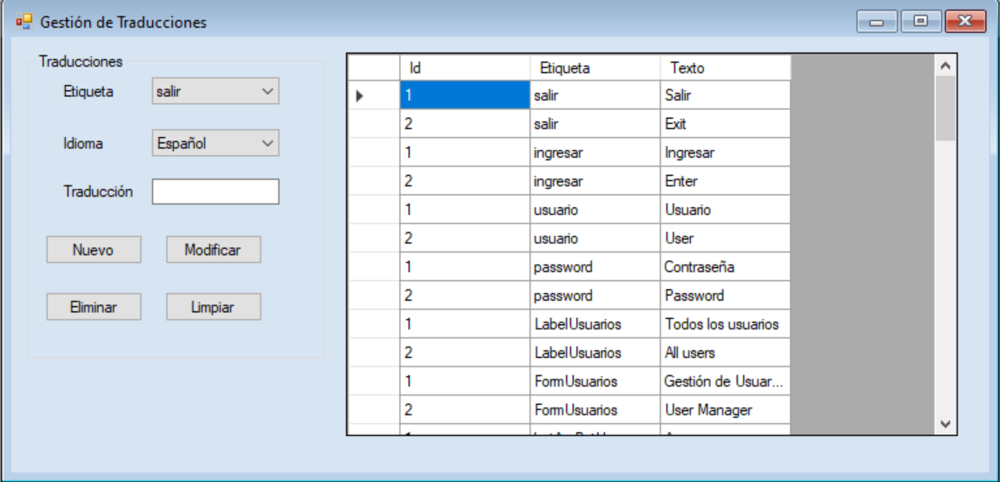 Gestión de Traducciones
Traducciones
Etiqueta salir
Idioma Español
Traducción
Nuevo Modificar
Eliminar Limpiar
Id Etiqueta Texto
1 salir Salir
2 salir Exit
1 ingresar Ingresar
2 ingresar Enter
1 usuario Usuario
2 usuario User
1 password Contraseña
2 password Password
1 LabelUsuarios Todos los usuarios
2 LabelUsuarios All users
1 FormUsuarios Gestión de Usuar...
2 FormUsuarios User Manager